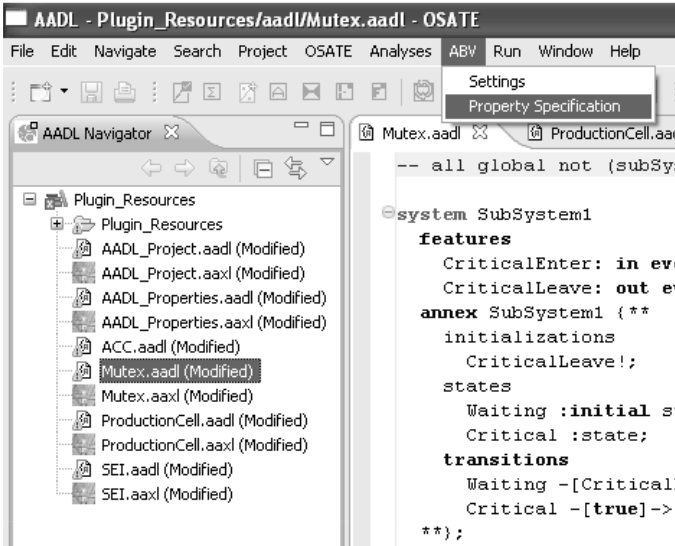 AADL - Plugin_Resources/aadl/Mutex.aadl - OSATE
File Edit Navigate Search Project OSATE Analyses ABV Run Window Help
Settings
Property Specification
AADL Navigator
Plugin_Resources
Plugin_Resources
AADL_Project.aadl (Modified)
AADL_Project.aaxl (Modified)
AADL_Properties.aadl (Modified)
AADL_Properties.aaxl (Modified)
ACC.aadl (Modified)
Mutex.aadl (Modified)
Mutex.aaxl (Modified)
ProductionCell.aadl (Modified)
ProductionCell.aaxl (Modified)
SEI.aadl (Modified)
SEI.aaxl (Modified)
Mutex.aadl ProductionCell.aad
-- all global not (subSy
system SubSystem1
features
CriticalEnter: in eve
CriticalLeave: out e
annex SubSystem1 {**
initializations
CriticalLeave!;
states
Waiting :initial s
Critical :state;
transitions
Waiting -[Critical
Critical -[true]->
**};